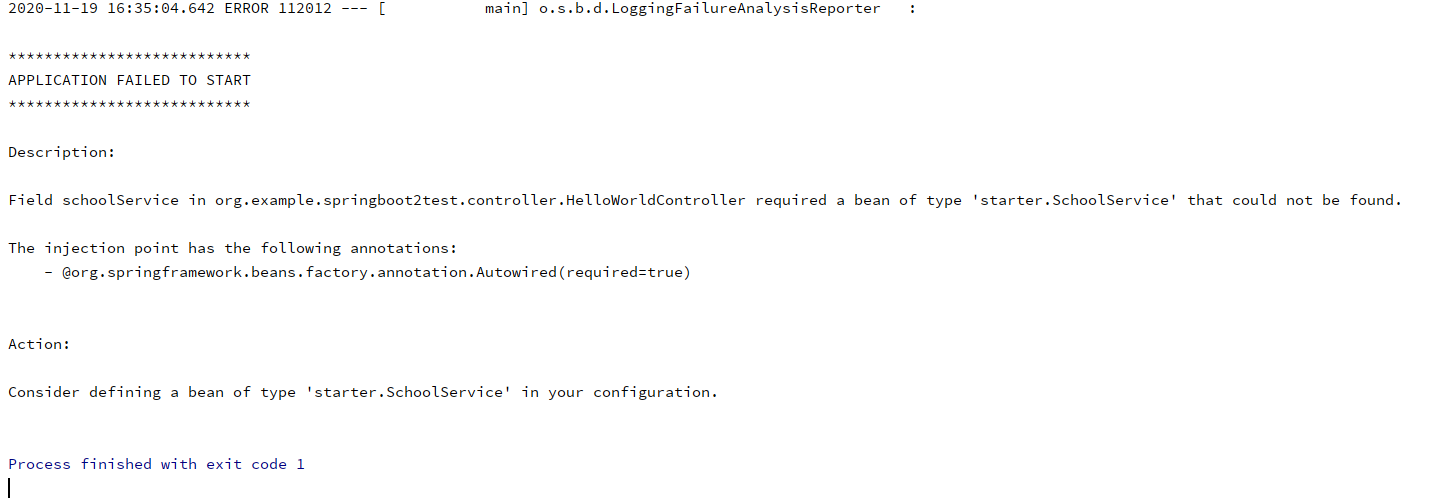 2020-11-19 16:35:04.642 ERROR 112012 --- [           main] o.s.b.d.LoggingFailureAnalysisReporter   :
***************************
APPLICATION FAILED TO START
***************************
Description:
Field schoolService in org.example.springboot2test.controller.HelloWorldController required a bean of type 'starter.SchoolService' that could not be found.
The injection point has the following annotations:
    - @org.springframework.beans.factory.annotation.Autowired(required=true)
Action:
Consider defining a bean of type 'starter.SchoolService' in your configuration.
Process finished with exit code 1